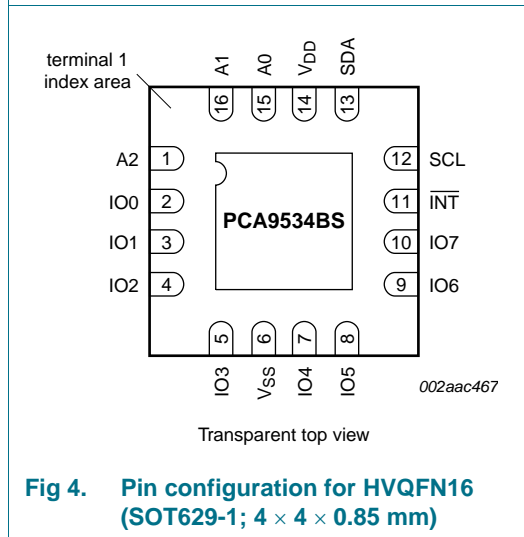 terminal 1
index area
A1
A0
VDD
SDA
16
15
14
13
A2 1
12 SCL
IO0 2
11 INT
PCA9534BS
IO1 3
10 IO7
IO2 4
9 IO6
5
6
7
8
IO3
VSS
IO4
IO5
002aac467
Transparent top view
Fig 4. Pin configuration for HVQFN16
(SOT629-1; 4 × 4 × 0.85 mm)